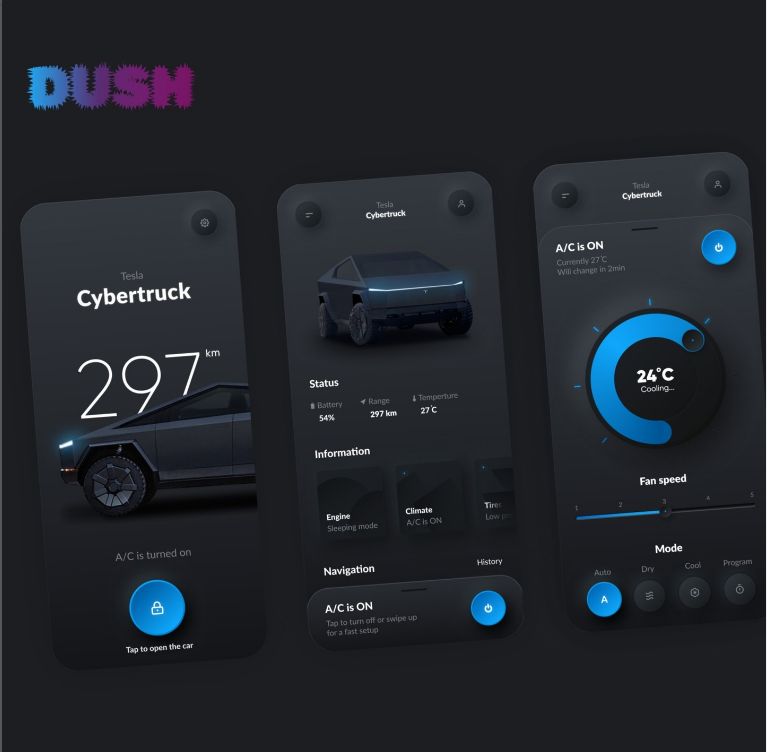 DUSH
Tesla
Cybertruck
297 km
A/C is turned on
Tap to open the car
Tesla
Cybertruck
Status
Battery Range Temperture
54% 297 km 27°C
Information
Engine
Sleeping mode
Climate
A/C is ON
Tires
Low
Navigation
History
A/C is ON
Tap to turn off or swipe up
for a fast setup
Tesla
Cybertruck
A/C is ON
Currently 27°C
Will change in 2min
24°C
Cooling...
Fan speed
1 2 3 4 5
Mode
Auto Dry Cool Program
A